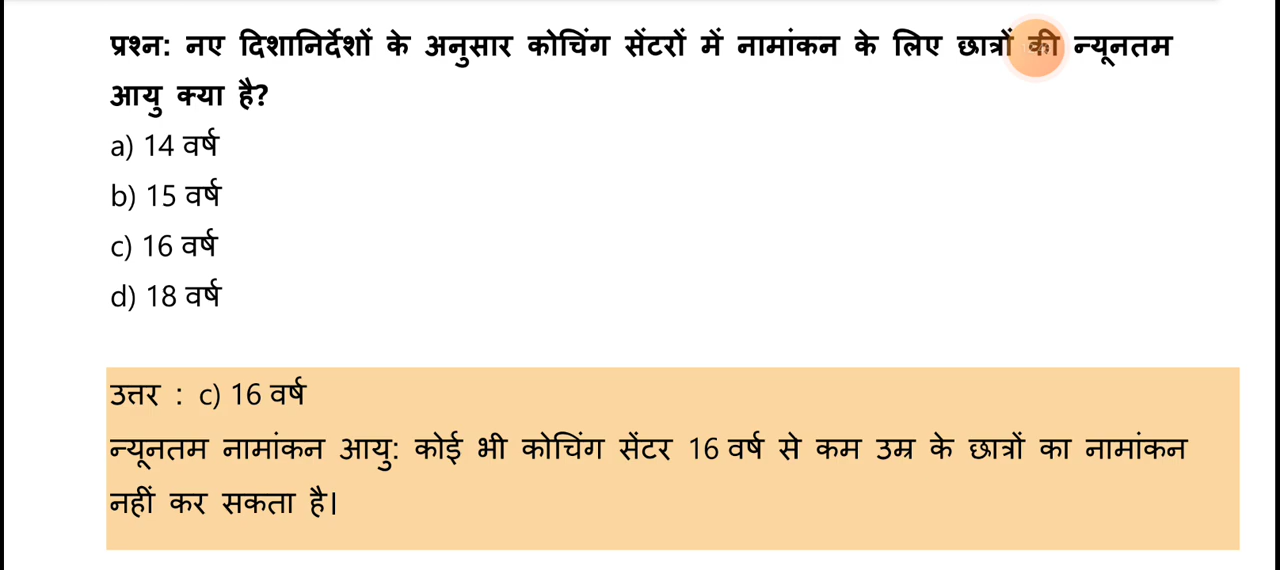 प्रश्न: नए दिशानिर्देशों के अनुसार कोचिंग सेंटरों में नामांकन के लिए छात्रों की न्यूनतम
आयु क्या है?
a) 14 वर्ष
b) 15 वर्ष
c) 16 वर्ष
d) 18 वर्ष
उत्तर : c) 16 वर्ष
न्यूनतम नामांकन आयु: कोई भी कोचिंग सेंटर 16 वर्ष से कम उम्र के छात्रों का नामांकन
नहीं कर सकता है।